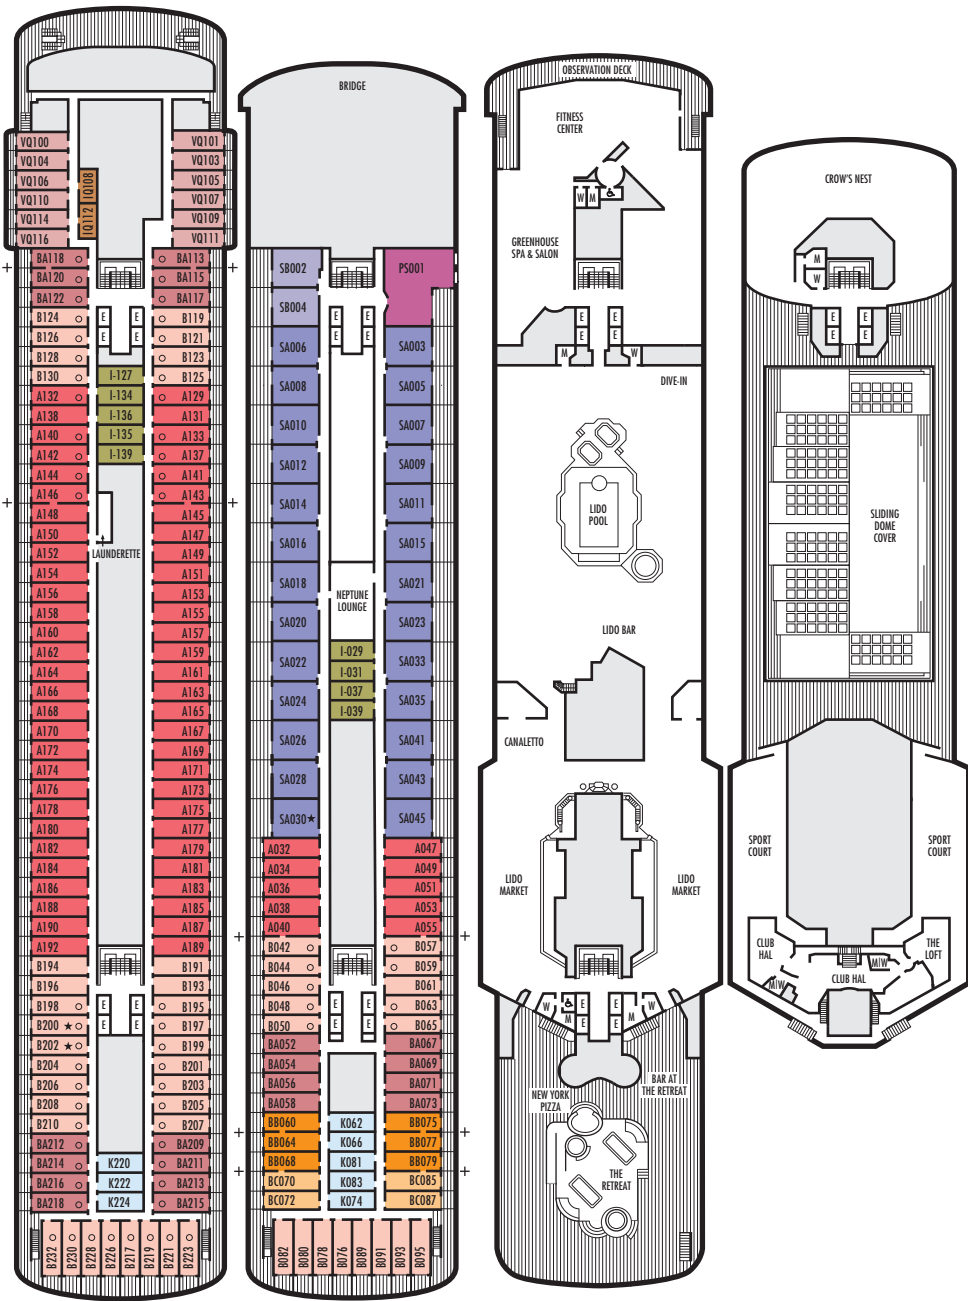 VQ100
VQ104
VQ106
VQ110
VQ114
VQ116
IQ108
IQ112
VQ101
VQ103
VQ105
VQ107
VQ109
VQ111
BA118
BA120
BA122
B124
B126
B128
B130
A132
A138
A140
A142
A144
A146
A148
A150
A152
A154
A156
A158
A160
A162
A164
A166
A168
A170
A172
A174
A176
A178
A180
A182
A184
A186
A188
A190
A192
B194
B196
B198
B200 ★
B202 ★
B204
B206
B208
B210
BA212
BA214
BA216
BA218
E E
E E
I-127
I-134
I-136
I-135
I-139
LAUNDERETTE
E E
E E
K220
K222
K224
BA113
BA115
BA117
B119
B121
B123
B125
A129
A131
A133
A137
A141
A143
A145
A147
A149
A151
A153
A155
A157
A159
A161
A163
A165
A167
A169
A171
A173
A175
A177
A179
A181
A183
A185
A187
A189
B191
B193
B195
B197
B199
B201
B203
B205
B207
BA209
BA211
BA213
BA215
B232
B230
B228
B226
B217
B219
B221
B223
BRIDGE
SB002
SB004
SA006
SA008
SA010
SA012
SA014
SA016
SA018
SA020
SA022
SA024
SA026
SA028
SA030★
A032
A034
A036
A038
A040
B042
B044
B046
B048
B050
BA052
BA054
BA056
BA058
BB060
BB064
BB068
BC070
BC072
E E
E E
NEPTUNE
LOUNGE
I-029
I-031
I-037
I-039
E E
E E
K062
K066
K081
K083
K074
PS001
SA003
SA005
SA007
SA009
SA011
SA015
SA021
SA023
SA033
SA035
SA041
SA043
SA045
A047
A049
A051
A053
A055
B057
B059
B061
B063
B065
BA067
BA069
BA071
BA073
BB075
BB077
BB079
BC085
BC087
B082
B080
B078
B076
B089
B091
B093
B095
OBSERVATION DECK
FITNESS
CENTER
W M
GREENHOUSE
SPA & SALON
E E
E E
M W
DIVE-IN
LIDO
POOL
LIDO BAR
CANALETTO
LIDO
MARKET
LIDO
MARKET
W E E W
M E E M
NEW YORK
PIZZA
BAR AT
THE RETREAT
THE
RETREAT
CROW'S NEST
M
W
E E
E E
SLIDING
DOME
COVER
SPORT
COURT
SPORT
COURT
CLUB
HAL
THE
LOFT
M/W
CLUB HAL
M/W